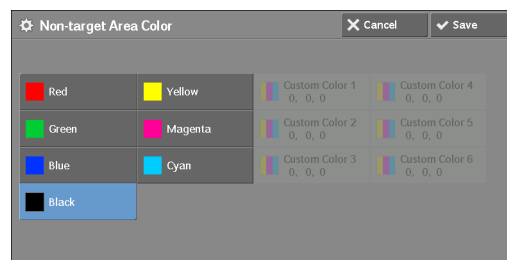 Non-target Area Color
Cancel
Save
Red
Yellow
Custom Color 1
0, 0, 0
Custom Color 4
0, 0, 0
Green
Magenta
Custom Color 2
0, 0, 0
Custom Color 5
0, 0, 0
Blue
Cyan
Custom Color 3
0, 0, 0
Custom Color 6
0, 0, 0
Black